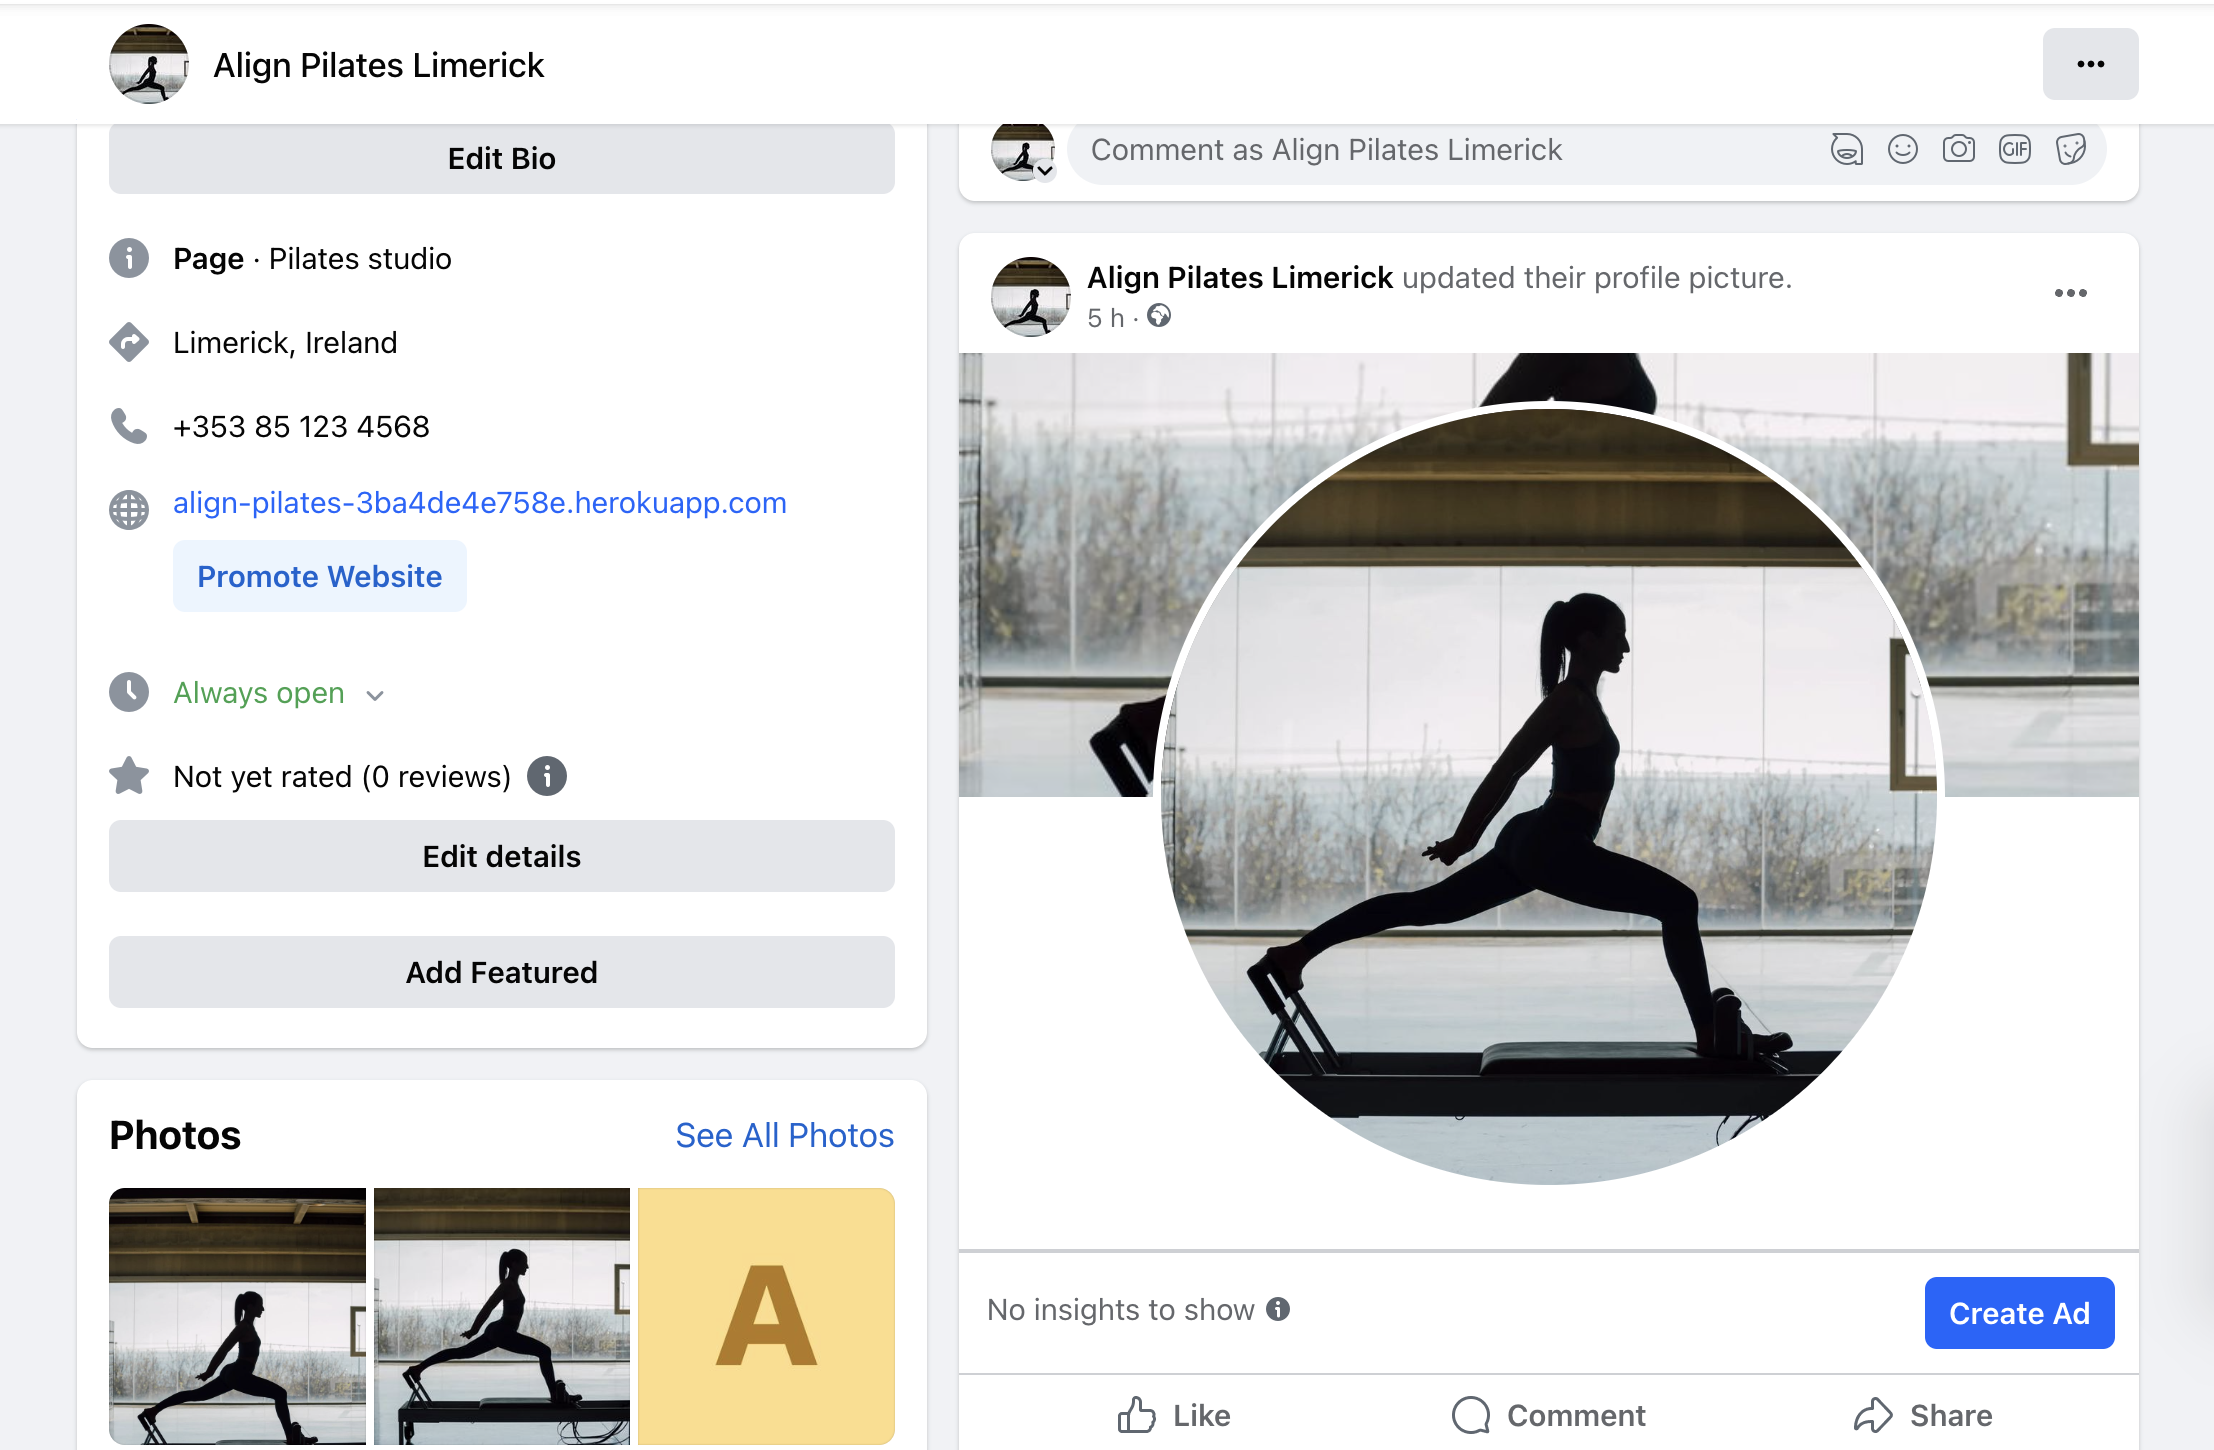 Align Pilates Limerick
Edit Bio
Page · Pilates studio
Limerick, Ireland
+353 85 123 4568
align-pilates-3ba4de4e758e.herokuapp.com
Promote Website
Always open
Not yet rated (0 reviews)
Edit details
Add Featured
Photos
See All Photos
A
Comment as Align Pilates Limerick
GIF
Align Pilates Limerick updated their profile picture.
5 h ·
No insights to show
Create Ad
Like
Comment
Share